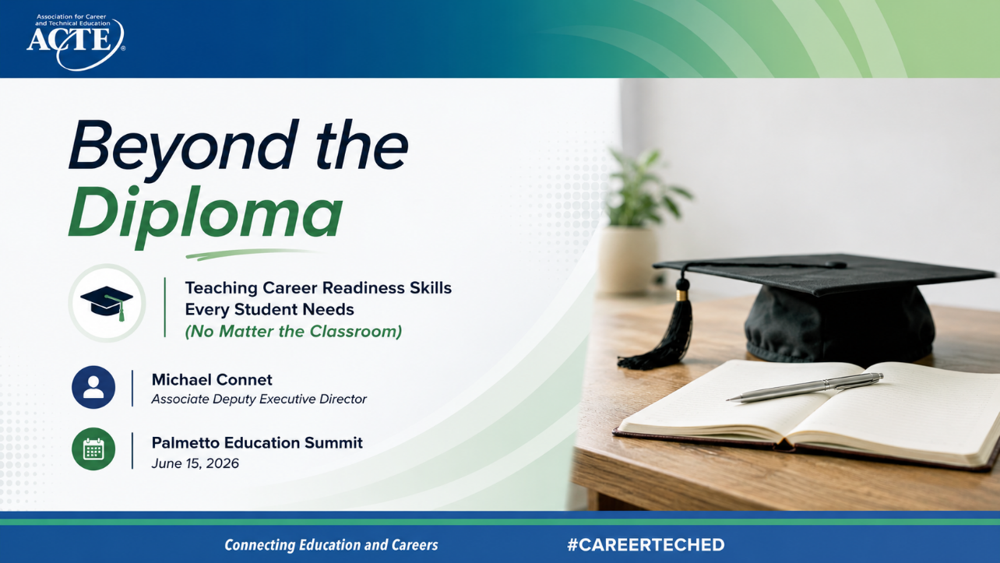 Association for Career
and Technical Education
ACTE®
Beyond the
Diploma
Teaching Career Readiness Skills
Every Student Needs
(No Matter the Classroom)
Michael Connet
Associate Deputy Executive Director
Palmetto Education Summit
June 15, 2026
Connecting Education and Careers
#CAREERTECHED